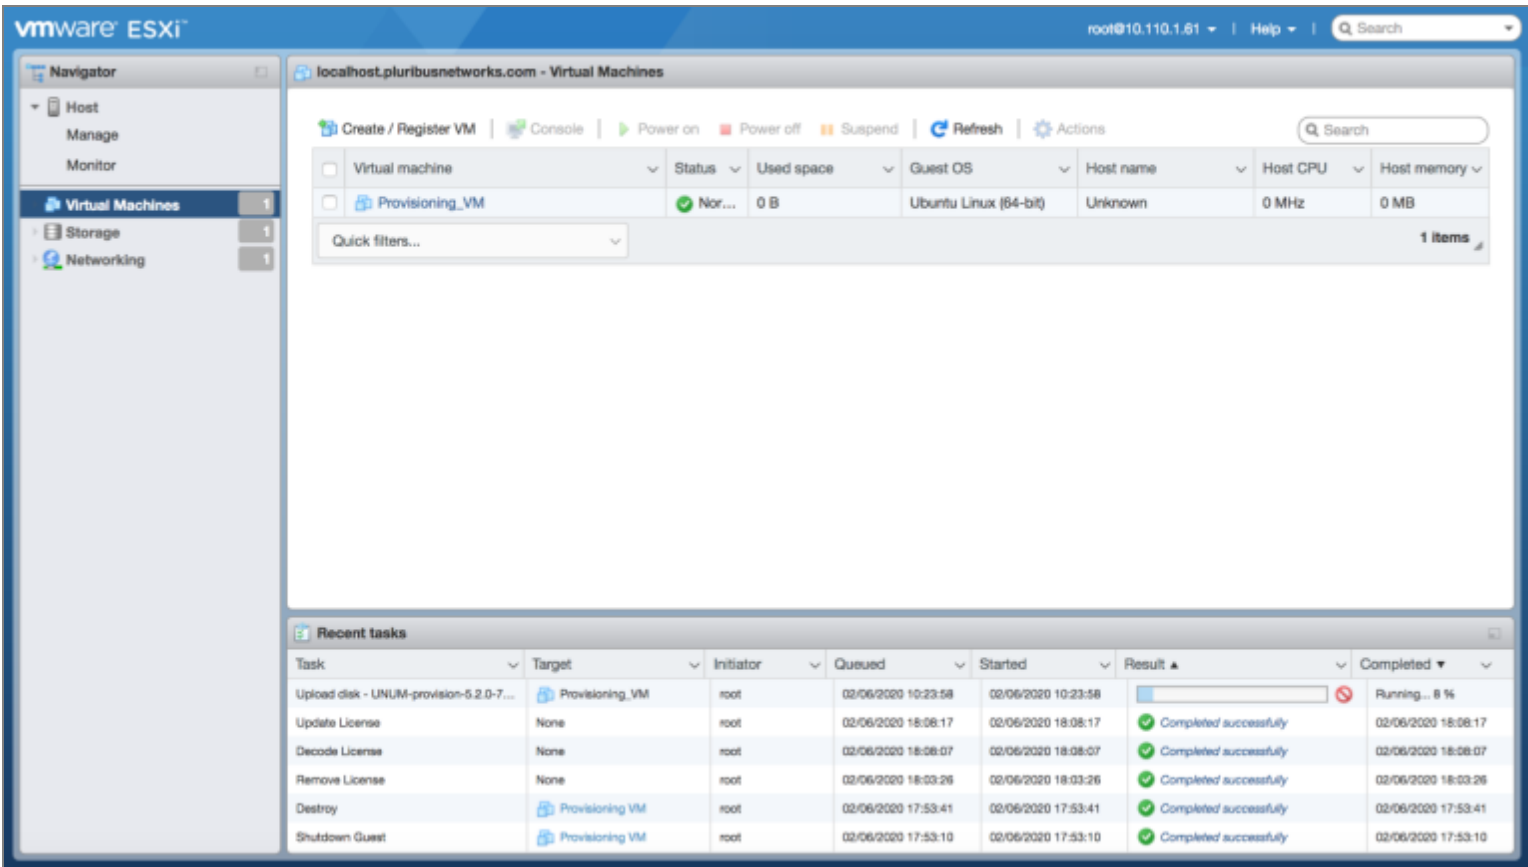 vmware ESXi™
root@10.110.1.61 | Help | Search
Navigator
Host
Manage
Monitor
Virtual Machines 1
Storage 1
Networking 1
localhost.pluribusnetworks.com - Virtual Machines
Create / Register VM | Console | Power on Power off Suspend | Refresh | Actions Search
Virtual machine Status Used space Guest OS Host name Host CPU Host memory
Provisioning_VM Nor... 0 B Ubuntu Linux (64-bit) Unknown 0 MHz 0 MB
Quick filters... 1 items
Recent tasks
Task Target Initiator Queued Started Result ▲ Completed ▼
Upload disk - UNUM-provision-5.2.0-7... Provisioning_VM root 02/06/2020 10:23:58 02/06/2020 10:23:58 Running... 8 %
Update License None root 02/06/2020 18:08:17 02/06/2020 18:08:17 Completed successfully 02/06/2020 18:08:17
Decode License None root 02/06/2020 18:08:07 02/06/2020 18:08:07 Completed successfully 02/06/2020 18:08:07
Remove License None root 02/06/2020 18:03:26 02/06/2020 18:03:26 Completed successfully 02/06/2020 18:03:26
Destroy Provisioning VM root 02/06/2020 17:53:41 02/06/2020 17:53:41 Completed successfully 02/06/2020 17:53:41
Shutdown Guest Provisioning VM root 02/06/2020 17:53:10 02/06/2020 17:53:10 Completed successfully 02/06/2020 17:53:10